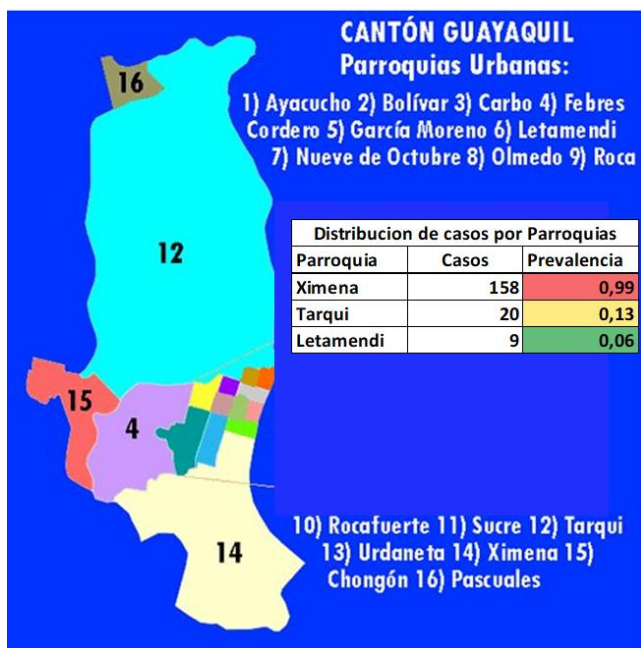 CANTÓN GUAYAQUIL
Parroquias Urbanas:
1) Ayacucho 2) Bolívar 3) Carbo 4) Febres
Cordero 5) García Moreno 6) Letamendi
7) Nueve de Octubre 8) Olmedo 9) Roca
16
12
Distribucion de casos por Parroquias
Parroquia Casos Prevalencia
Ximena 158 0,99
Tarqui 20 0,13
Letamendi 9 0,06
15
4
14
10) Rocafuerte 11) Sucre 12) Tarqui
13) Urdaneta 14) Ximena 15)
Chongón 16) Pascuales